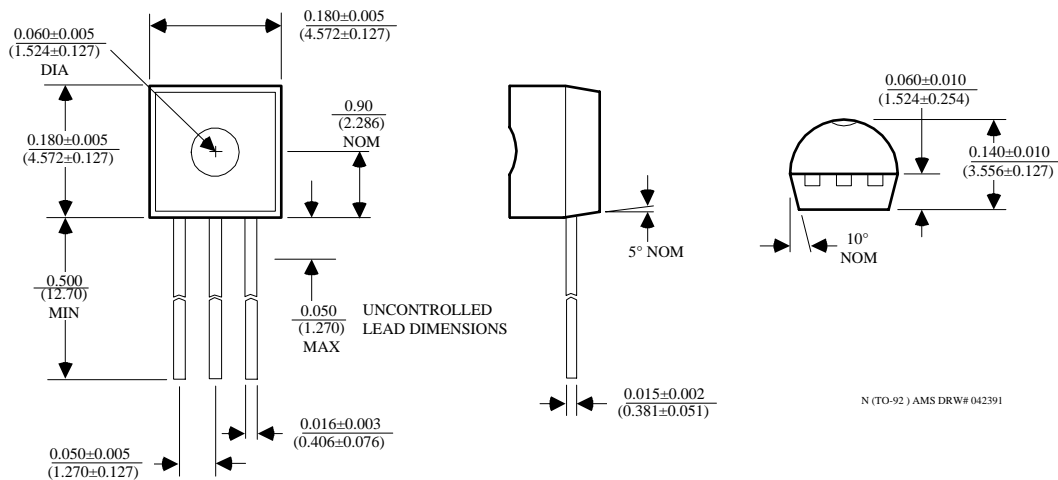 0.060±0.005
(1.524±0.127)
DIA
0.180±0.005
(4.572±0.127)
0.180±0.005
(4.572±0.127)
0.90
(2.286)
NOM
0.500
(12.70)
MIN
0.050
(1.270)
MAX
UNCONTROLLED
LEAD DIMENSIONS
0.016±0.003
(0.406±0.076)
0.050±0.005
(1.270±0.127)
5° NOM
0.015±0.002
(0.381±0.051)
0.060±0.010
(1.524±0.254)
0.140±0.010
(3.556±0.127)
10°
NOM
N (TO-92 ) AMS DRW# 042391